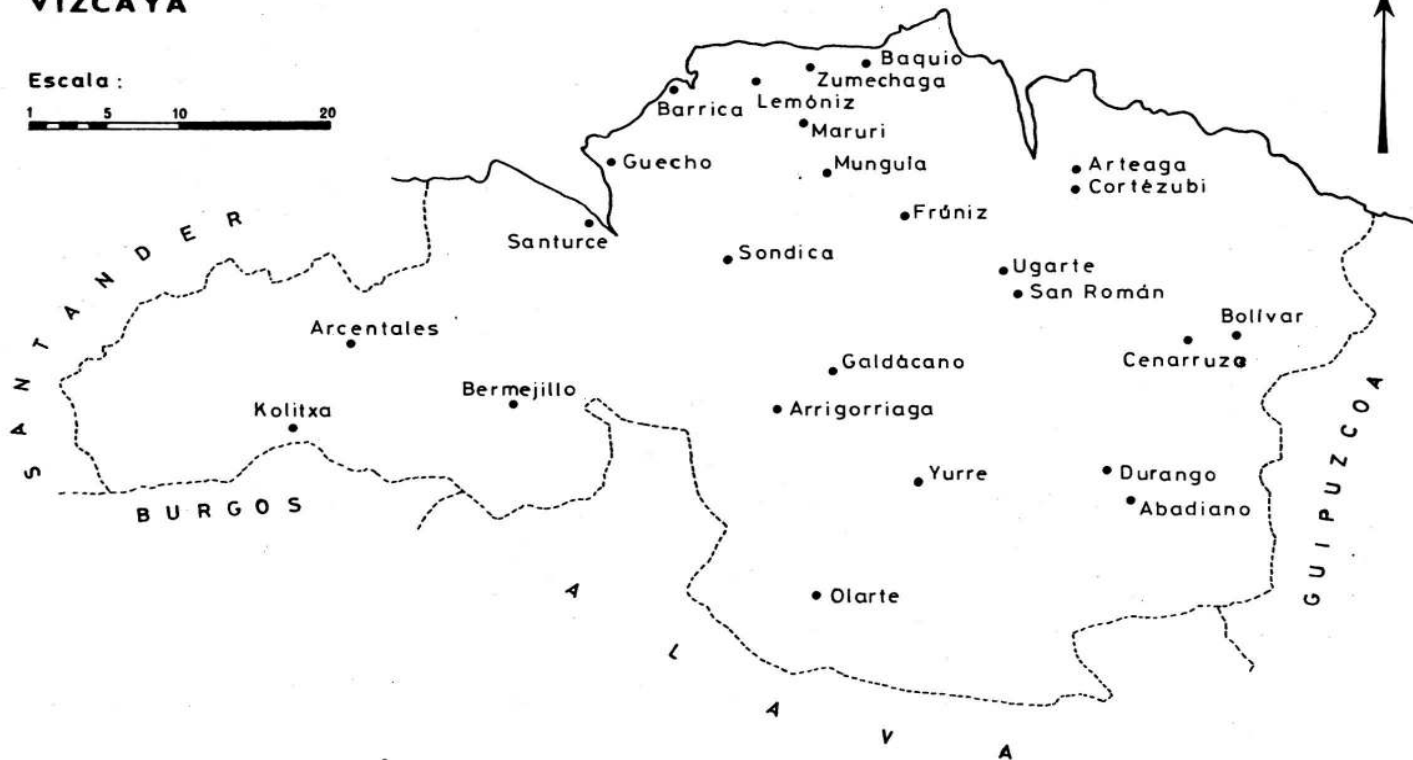 VIZCAYA
Escala :
1 5 10 20
Baquio
Zumechaga
Lemóniz
Barrica
Maruri
Guecho
Munguía
Arteaga
Cortézubi
Frúniz
Santurce
Sondica
Ugarte
San Román
Bolívar
Arcentales
Cenarruza
Galdácano
Bermejillo
Arrigorriaga
Kolitxa
Yurre
Durango
Abadiano
Olarte
SANTANDER
BURGOS
ALAVA
GUIPUZCOA